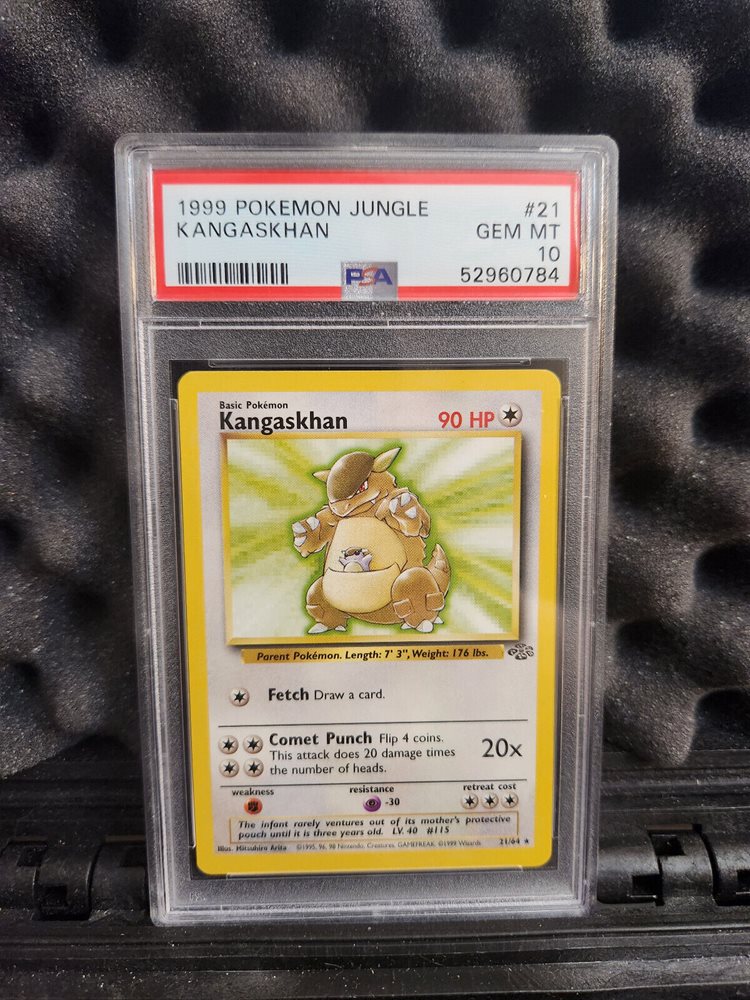 1999 POKEMON JUNGLE #21
KANGASKHAN GEM MT
10
PSA 52960784
Basic Pokémon
Kangaskhan 90 HP
Parent Pokémon. Length: 7' 3", Weight: 176 lbs.
Fetch Draw a card.
Comet Punch Flip 4 coins.
This attack does 20 damage times
the number of heads.
20x
weakness resistance retreat cost
-30
The infant rarely ventures out of its mother's protective
pouch until it is three years old. LV. 40 #115
Illus. Mitsuhiro Arita ©1995, 96, 98 Nintendo, Creatures, GAMEFREAK. ©1999 Wizards. 21/64 ★